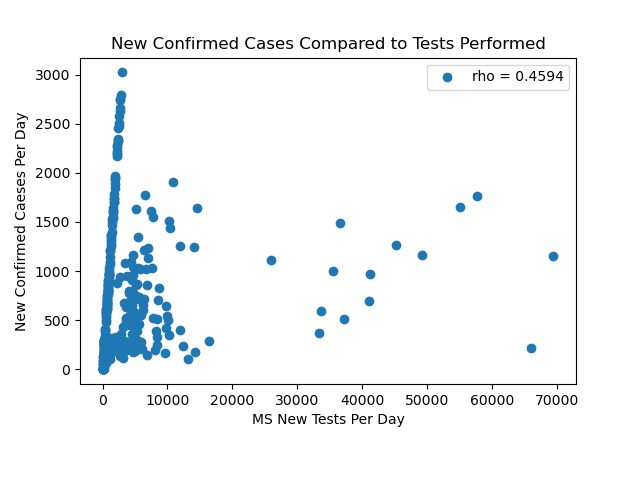 New Confirmed Cases Compared to Tests Performed
rho = 0.4594
New Confirmed Caeses Per Day
3000
2500
2000
1500
1000
500
0
0 10000 20000 30000 40000 50000 60000 70000
MS New Tests Per Day